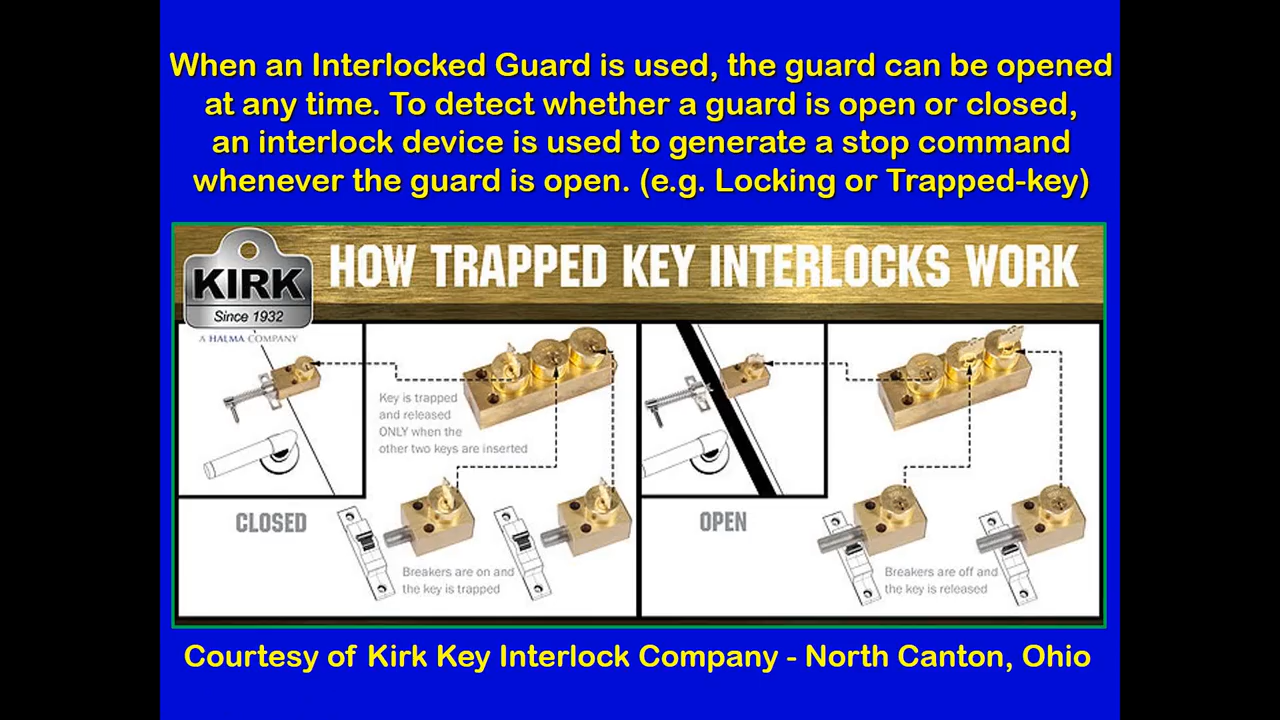 When an Interlocked Guard is used, the guard can be opened
at any time. To detect whether a guard is open or closed,
an interlock device is used to generate a stop command
whenever the guard is open. (e.g. Locking or Trapped-key)
KIRK
Since 1932
A HALMA COMPANY
HOW TRAPPED KEY INTERLOCKS WORK
Key is trapped
and released
ONLY when the
other two keys are inserted
CLOSED
Breakers are on and
the key is trapped
OPEN
Breakers are off and
the key is released
Courtesy of Kirk Key Interlock Company - North Canton, Ohio